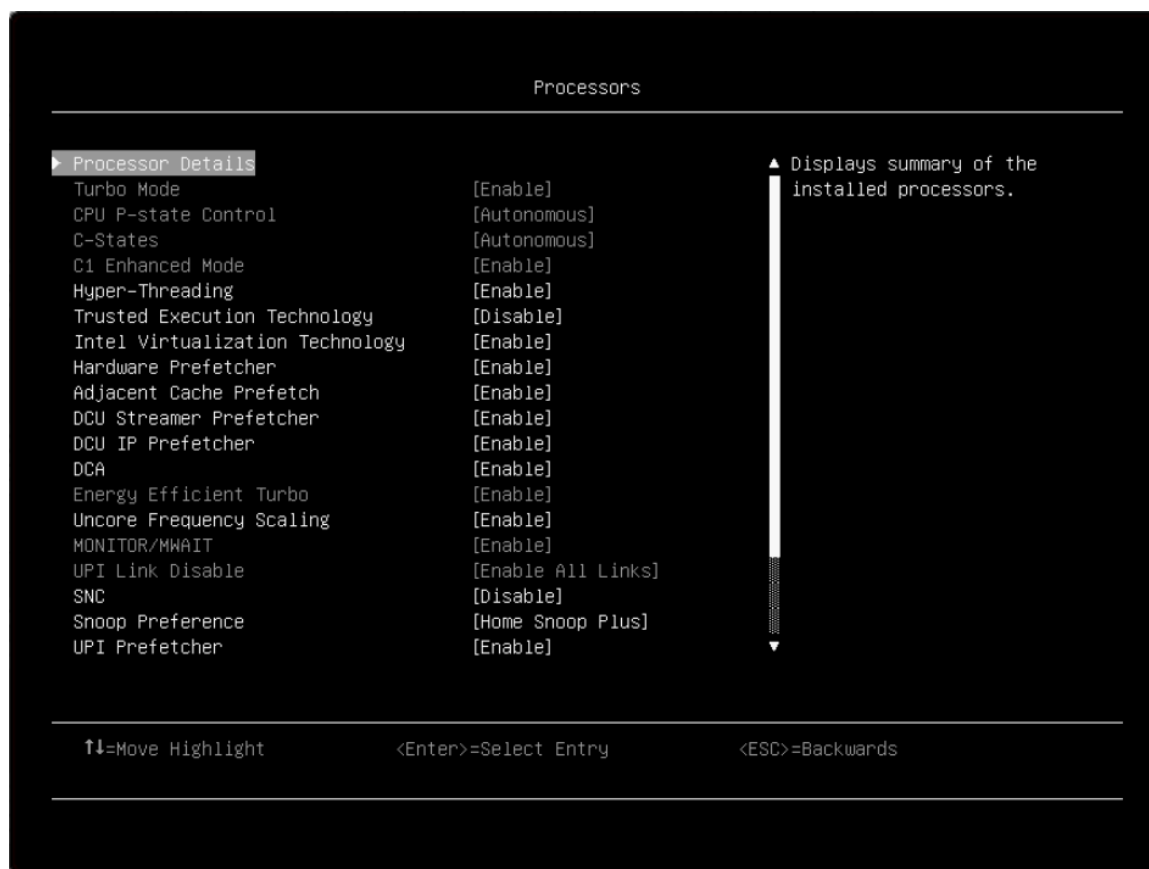 Processors
▶ Processor Details
Turbo Mode [Enable]
CPU P-state Control [Autonomous]
C-States [Autonomous]
C1 Enhanced Mode [Enable]
Hyper-Threading [Enable]
Trusted Execution Technology [Disable]
Intel Virtualization Technology [Enable]
Hardware Prefetcher [Enable]
Adjacent Cache Prefetch [Enable]
DCU Streamer Prefetcher [Enable]
DCU IP Prefetcher [Enable]
DCA [Enable]
Energy Efficient Turbo [Enable]
Uncore Frequency Scaling [Enable]
MONITOR/MWAIT [Enable]
UPI Link Disable [Enable All Links]
SNC [Disable]
Snoop Preference [Home Snoop Plus]
UPI Prefetcher [Enable]
Displays summary of the
installed processors.
↑↓=Move Highlight <Enter>=Select Entry <ESC>=Backwards